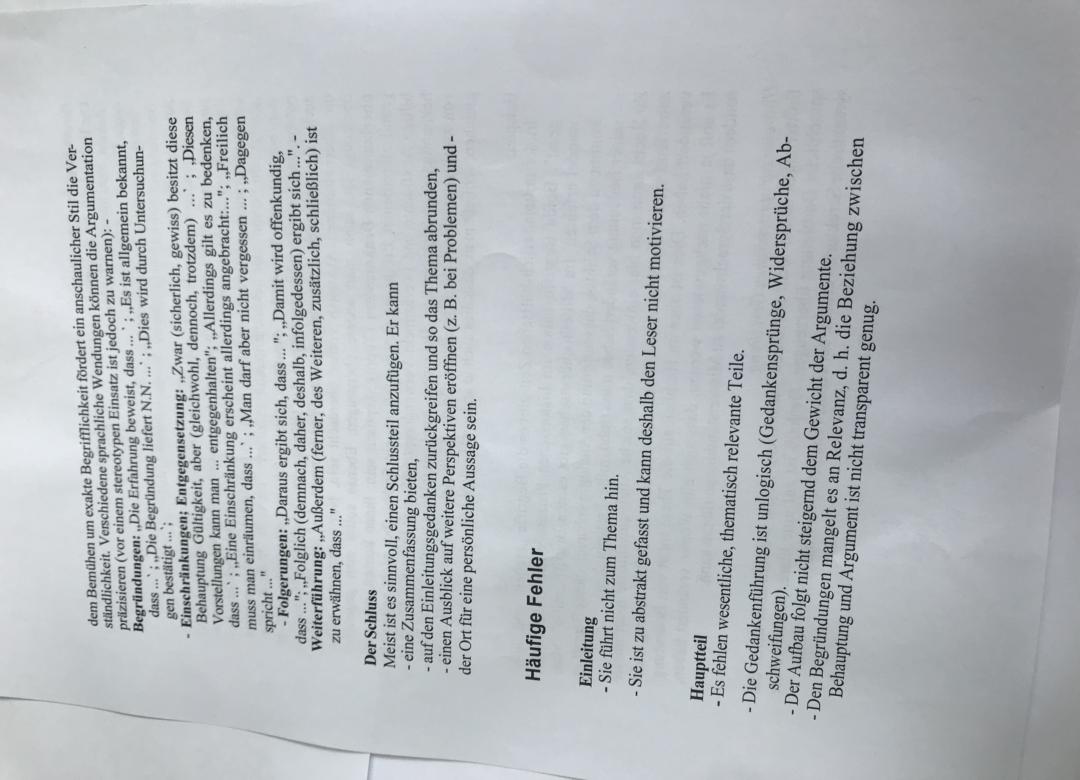 dem Bemühen um exakte Begrifflichkeit fördert ein anschaulicher Stil die Ver-
ständlichkeit. Verschiedene sprachliche Wendungen können die Argumentation
präzisieren (vor einem stereotypen Einsatz ist jedoch zu warnen): -
Begründungen: „Die Erfahrung beweist, dass ...`; „Es ist allgemein bekannt,
dass ...`; „Die Begründung liefert N.N. ...`; „Dies wird durch Untersuchun-
gen bestätigt ...`;
- Einschränkungen; Entgegensetzung: „Zwar (sicherlich, gewiss) besitzt diese
Behauptung Gültigkeit, aber (gleichwohl, dennoch, trotzdem) ...` ; „Diesen
Vorstellungen kann man ... entgegenhalten"; „Allerdings gilt es zu bedenken,
dass ...`; „Eine Einschränkung erscheint allerdings angebracht:..."; „Freilich
muss man einräumen, dass ...` ; „Man darf aber nicht vergessen ... ; „Dagegen
spricht ..."
- Folgerungen: „Daraus ergibt sich, dass ... "; „Damit wird offenkundig,
dass ..."; „Folglich (demnach, daher, deshalb, infolgedessen) ergibt sich ...". -
Weiterführung: „Außerdem (ferner, des Weiteren, zusätzlich, schließlich) ist
zu erwähnen, dass ..."
Der Schluss
Meist ist es sinnvoll, einen Schlussteil anzufügen. Er kann
- eine Zusammenfassung bieten,
- auf den Einleitungsgedanken zurückgreifen und so das Thema abrunden,
- einen Ausblick auf weitere Perspektiven eröffnen (z. B. bei Problemen) und -
der Ort für eine persönliche Aussage sein.
Häufige Fehler
Einleitung
- Sie führt nicht zum Thema hin.
- Sie ist zu abstrakt gefasst und kann deshalb den Leser nicht motivieren.
Hauptteil
- Es fehlen wesentliche, thematisch relevante Teile.
- Die Gedankenführung ist unlogisch (Gedankensprünge, Widersprüche, Ab-
schweifungen).
- Der Aufbau folgt nicht steigernd dem Gewicht der Argumente.
- Den Begründungen mangelt es an Relevanz, d. h. die Beziehung zwischen
Behauptung und Argument ist nicht transparent genug.